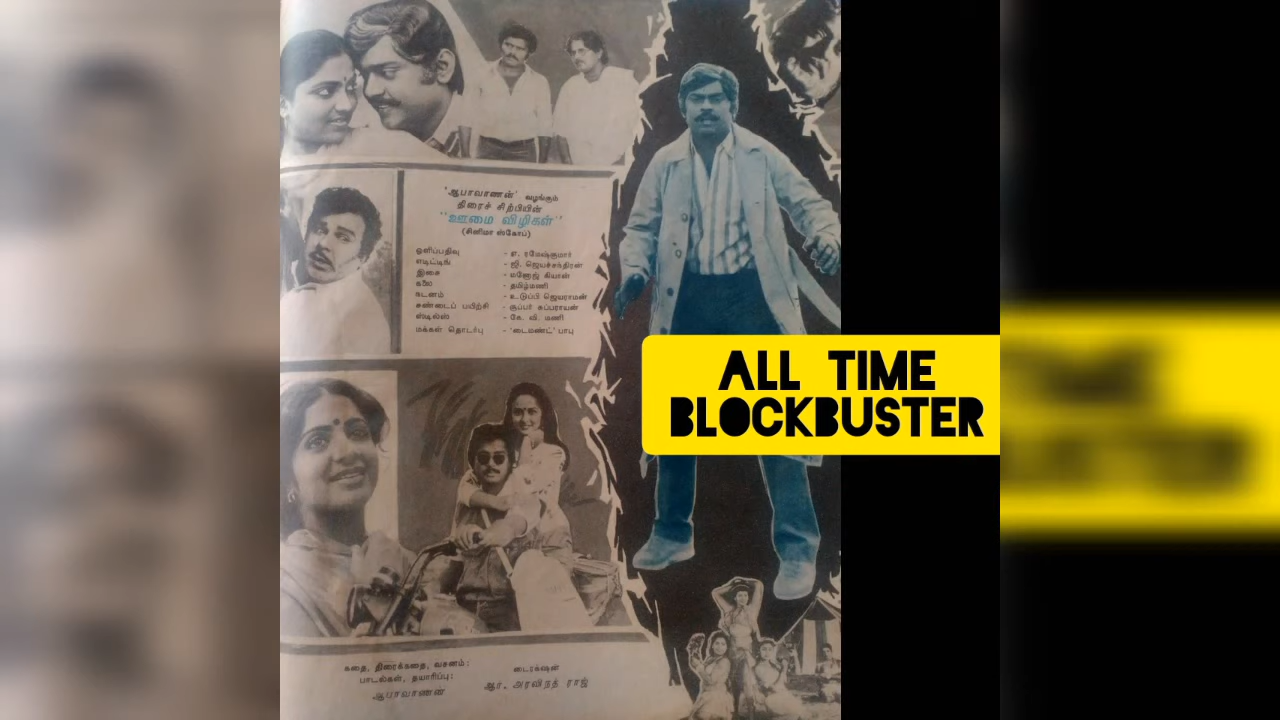 'ஆபாவாணன்' வழங்கும்
திரைச் சிற்பியின்
"ஊமை விழிகள்"
(சினிமா ஸ்கோப்)
ஒளிப்பதிவு - ஏ. ரமேஷ்குமார்
எடிட்டிங் - ஜி. ஜெயச்சந்திரன்
இசை - மனோஜ் கியான்
கலை - தமிழ்மணி
நடனம் - உடுப்பி ஜெயராமன்
சண்டைப் பயிற்சி - சூப்பர் சுப்பராயன்
ஸ்டில்ஸ் - கே. வி. மணி
மக்கள் தொடர்பு - 'டைமண்ட்' பாபு
ALL TIME
BLOCKBUSTER
கதை, திரைக்கதை, வசனம்:
பாடல்கள், தயாரிப்பு:
ஆபாவாணன்
டைரக்ஷன்
ஆர். அரவிந்த் ராஜ்